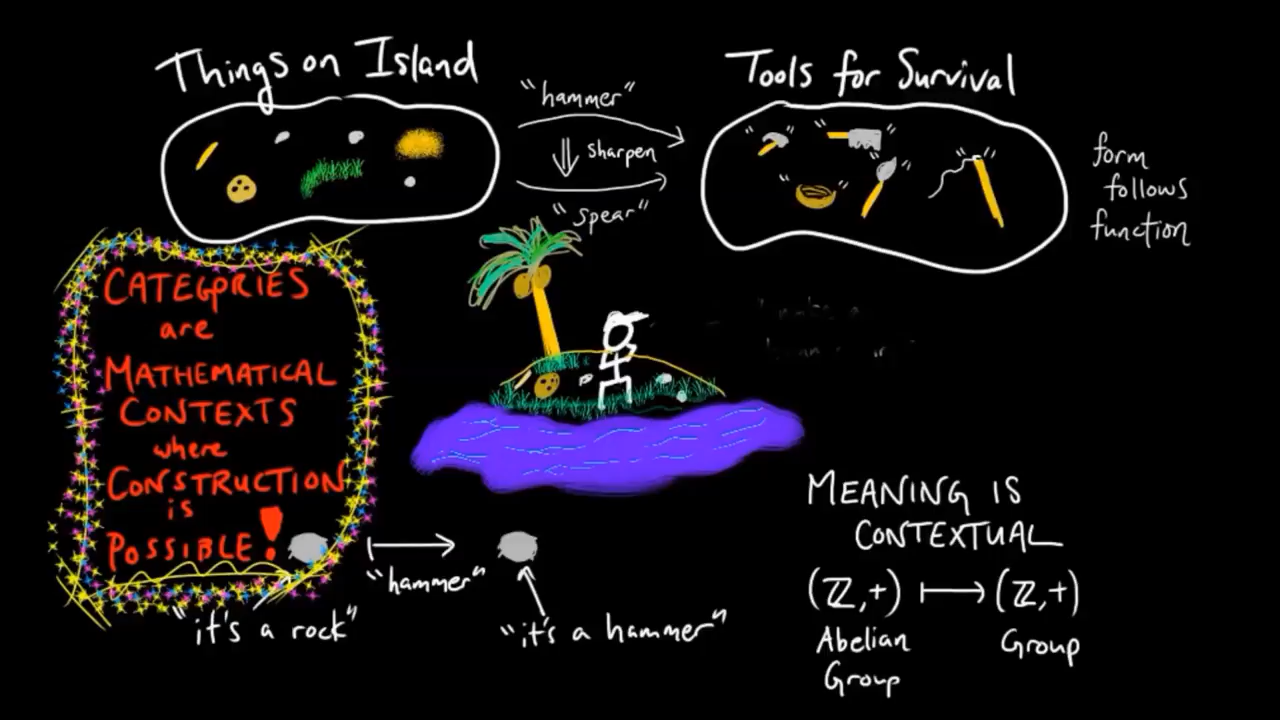 Things on Island
"hammer"
sharpen
"spear"
Tools for Survival
form
follows
function
CATEGORIES
are
MATHEMATICAL
CONTEXTS
where
CONSTRUCTION
is
POSSIBLE!
"hammer"
"it's a rock"
"it's a hammer"
MEANING IS
CONTEXTUAL
(ℤ,+) ⟼ (ℤ,+)
Abelian
Group
Group